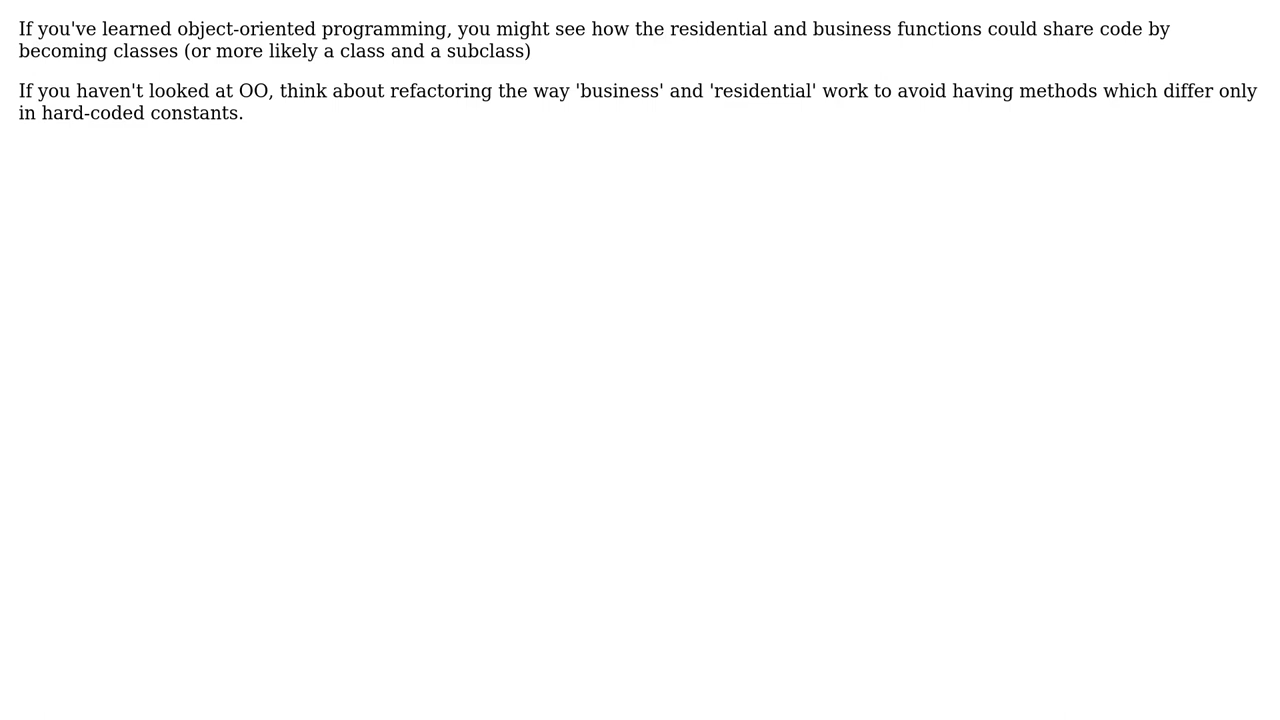 If you've learned object-oriented programming, you might see how the residential and business functions could share code by
becoming classes (or more likely a class and a subclass)
If you haven't looked at OO, think about refactoring the way 'business' and 'residential' work to avoid having methods which differ only
in hard-coded constants.